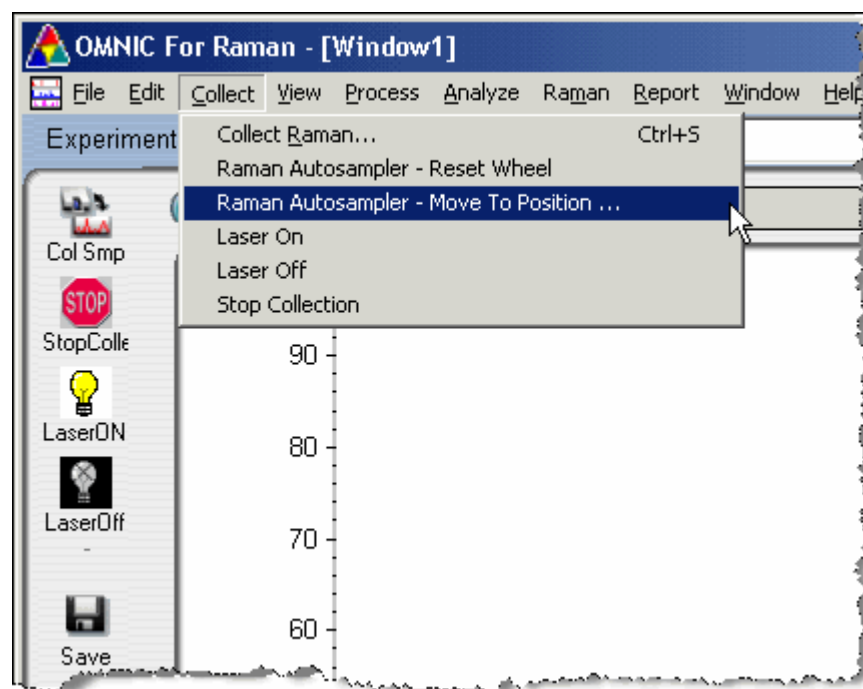 OMNIC For Raman - [Window1]
File Edit Collect View Process Analyze Raman Report Window Help
Experiment
Collect Raman... Ctrl+S
Raman Autosampler - Reset Wheel
Raman Autosampler - Move To Position ...
Laser On
Laser Off
Stop Collection
Col Smp
STOP
StopColle
LaserON
LaserOff
-
Save
90
80
70
60